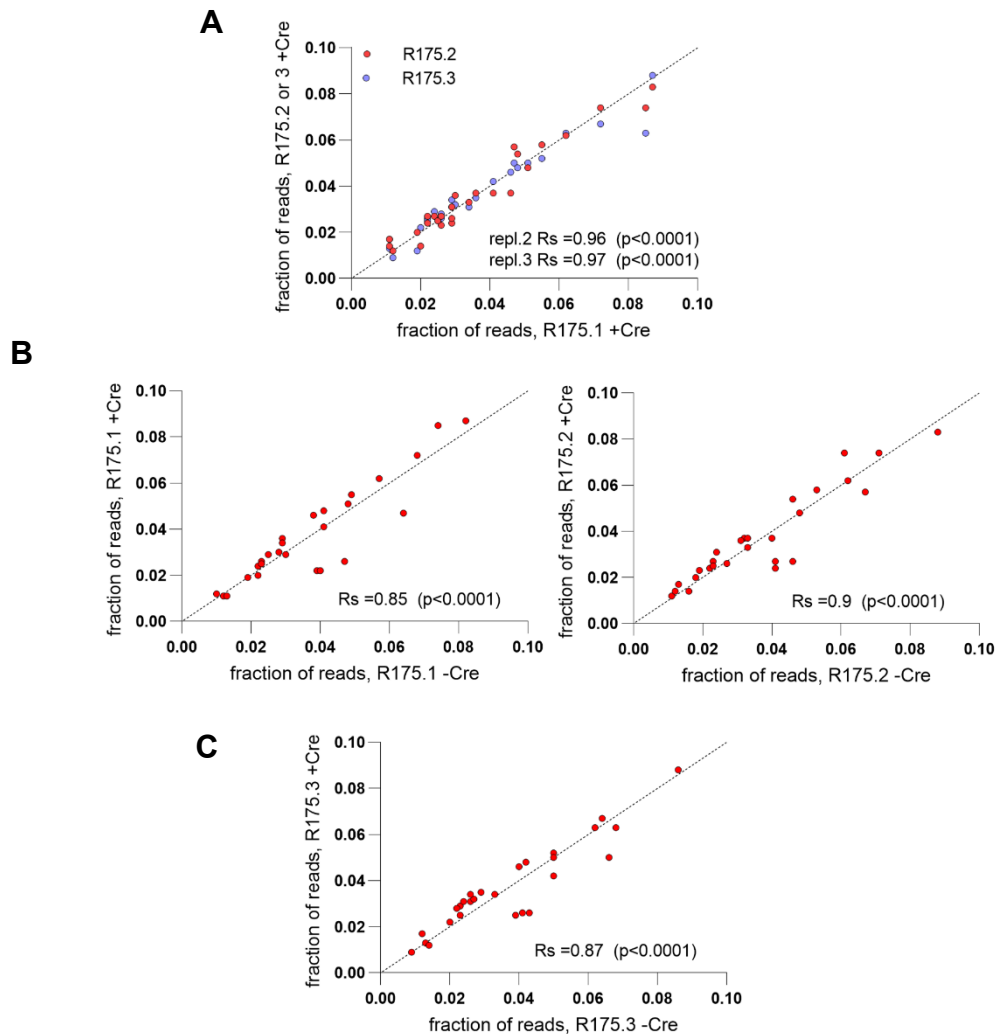 A
fraction of reads, R175.2 or 3 +Cre
0.10
0.08
0.06
0.04
0.02
0.00
R175.2
R175.3
repl.2 Rs =0.96 (p<0.0001)
repl.3 Rs =0.97 (p<0.0001)
0.00 0.02 0.04 0.06 0.08 0.10
fraction of reads, R175.1 +Cre
B
fraction of reads, R175.1 +Cre
0.10
0.08
0.06
0.04
0.02
0.00
Rs =0.85 (p<0.0001)
0.00 0.02 0.04 0.06 0.08 0.10
fraction of reads, R175.1 -Cre
fraction of reads, R175.2 +Cre
0.10
0.08
0.06
0.04
0.02
0.00
Rs =0.9 (p<0.0001)
0.00 0.02 0.04 0.06 0.08 0.10
fraction of reads, R175.2 -Cre
C
fraction of reads, R175.3 +Cre
0.10
0.08
0.06
0.04
0.02
0.00
Rs =0.87 (p<0.0001)
0.00 0.02 0.04 0.06 0.08 0.10
fraction of reads, R175.3 -Cre